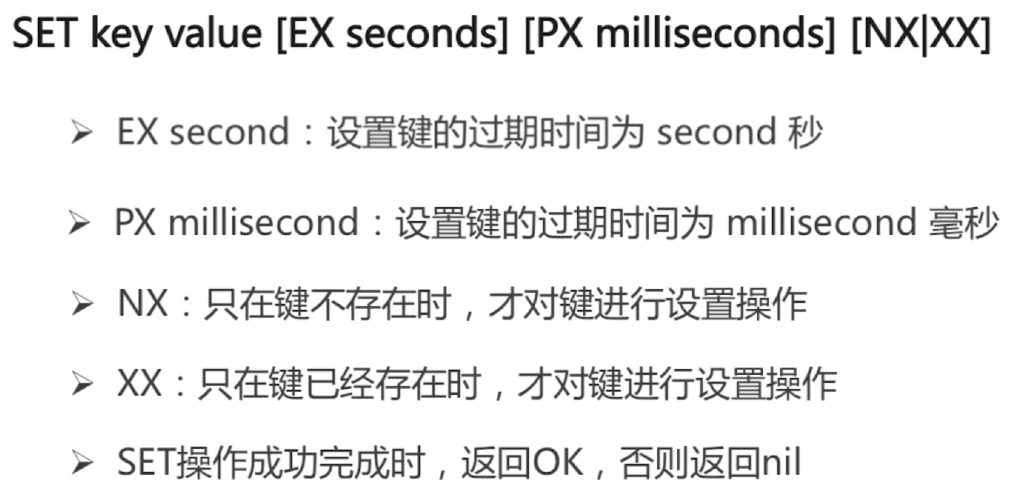 SET key value [EX seconds] [PX milliseconds] [NX|XX]
➢ EX second：设置键的过期时间为 second 秒
➢ PX millisecond：设置键的过期时间为 millisecond 毫秒
➢ NX：只在键不存在时，才对键进行设置操作
➢ XX：只在键已经存在时，才对键进行设置操作
➢ SET操作成功完成时，返回OK，否则返回nil